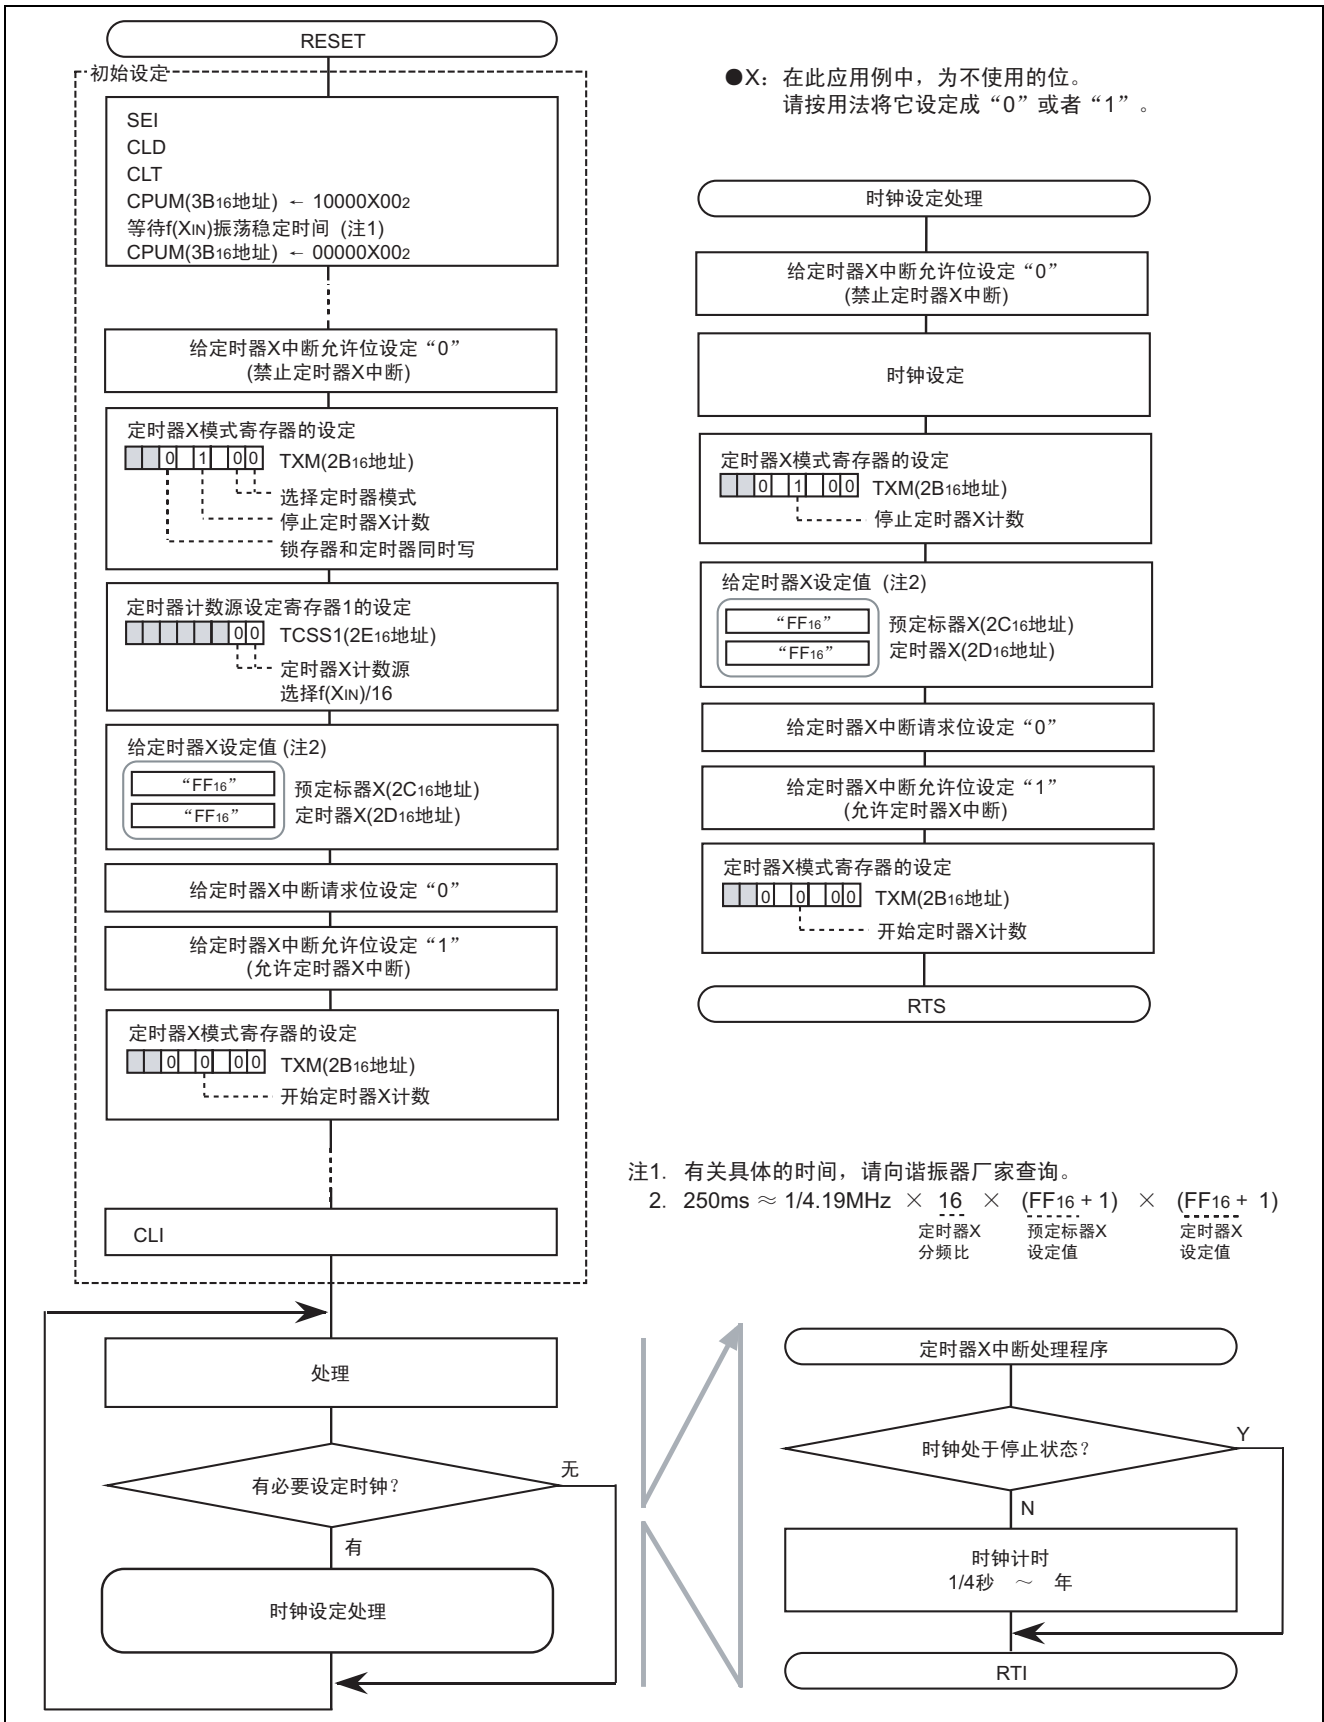 RESET
初始设定
SEI
CLD
CLT
CPUM(3B16地址) ← 10000X002
等待f(XIN)振荡稳定时间 (注1)
CPUM(3B16地址) ← 00000X002
给定时器X中断允许位设定“0”
(禁止定时器X中断)
定时器X模式寄存器的设定
0 1 0 0 TXM(2B16地址)
选择定时器模式
停止定时器X计数
锁存器和定时器同时写
定时器计数源设定寄存器1的设定
0 0 TCSS1(2E16地址)
定时器X计数源
选择f(XIN)/16
给定时器X设定值 (注2)
“FF16” 预定标器X(2C16地址)
“FF16” 定时器X(2D16地址)
给定时器X中断请求位设定“0”
给定时器X中断允许位设定“1”
(允许定时器X中断)
定时器X模式寄存器的设定
0 0 0 0 TXM(2B16地址)
开始定时器X计数
CLI
处理
有必要设定时钟？
无
有
时钟设定处理
●X：在此应用例中，为不使用的位。
请按用法将它设定成“0”或者“1”。
时钟设定处理
给定时器X中断允许位设定“0”
(禁止定时器X中断)
时钟设定
定时器X模式寄存器的设定
0 1 0 0 TXM(2B16地址)
停止定时器X计数
给定时器X设定值 (注2)
“FF16” 预定标器X(2C16地址)
“FF16” 定时器X(2D16地址)
给定时器X中断请求位设定“0”
给定时器X中断允许位设定“1”
(允许定时器X中断)
定时器X模式寄存器的设定
0 0 0 0 TXM(2B16地址)
开始定时器X计数
RTS
注1. 有关具体的时间，请向谐振器厂家查询。
2. 250ms ≈ 1/4.19MHz × 16 × (FF16 + 1) × (FF16 + 1)
定时器X 预定标器X 定时器X
分频比 设定值 设定值
定时器X中断处理程序
时钟处于停止状态？
Y
N
时钟计时
1/4秒 ～ 年
RTI